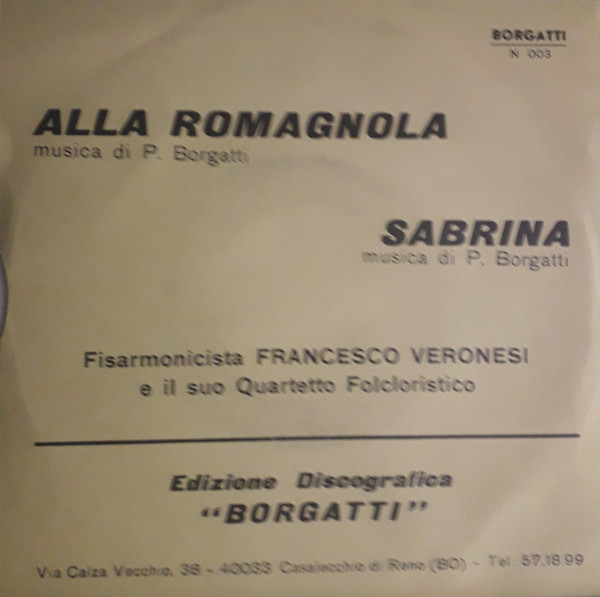 BORGATTI
N 003
ALLA ROMAGNOLA
musica di P. Borgatti
SABRINA
musica di P. Borgatti
Fisarmonicista FRANCESCO VERONESI
e il suo Quartetto Folcloristico
Edizione Discografica
“BORGATTI”
Via Calza Vecchio, 38 - 40033 Casalecchio di Reno (BO) - Tel. 57.18.99